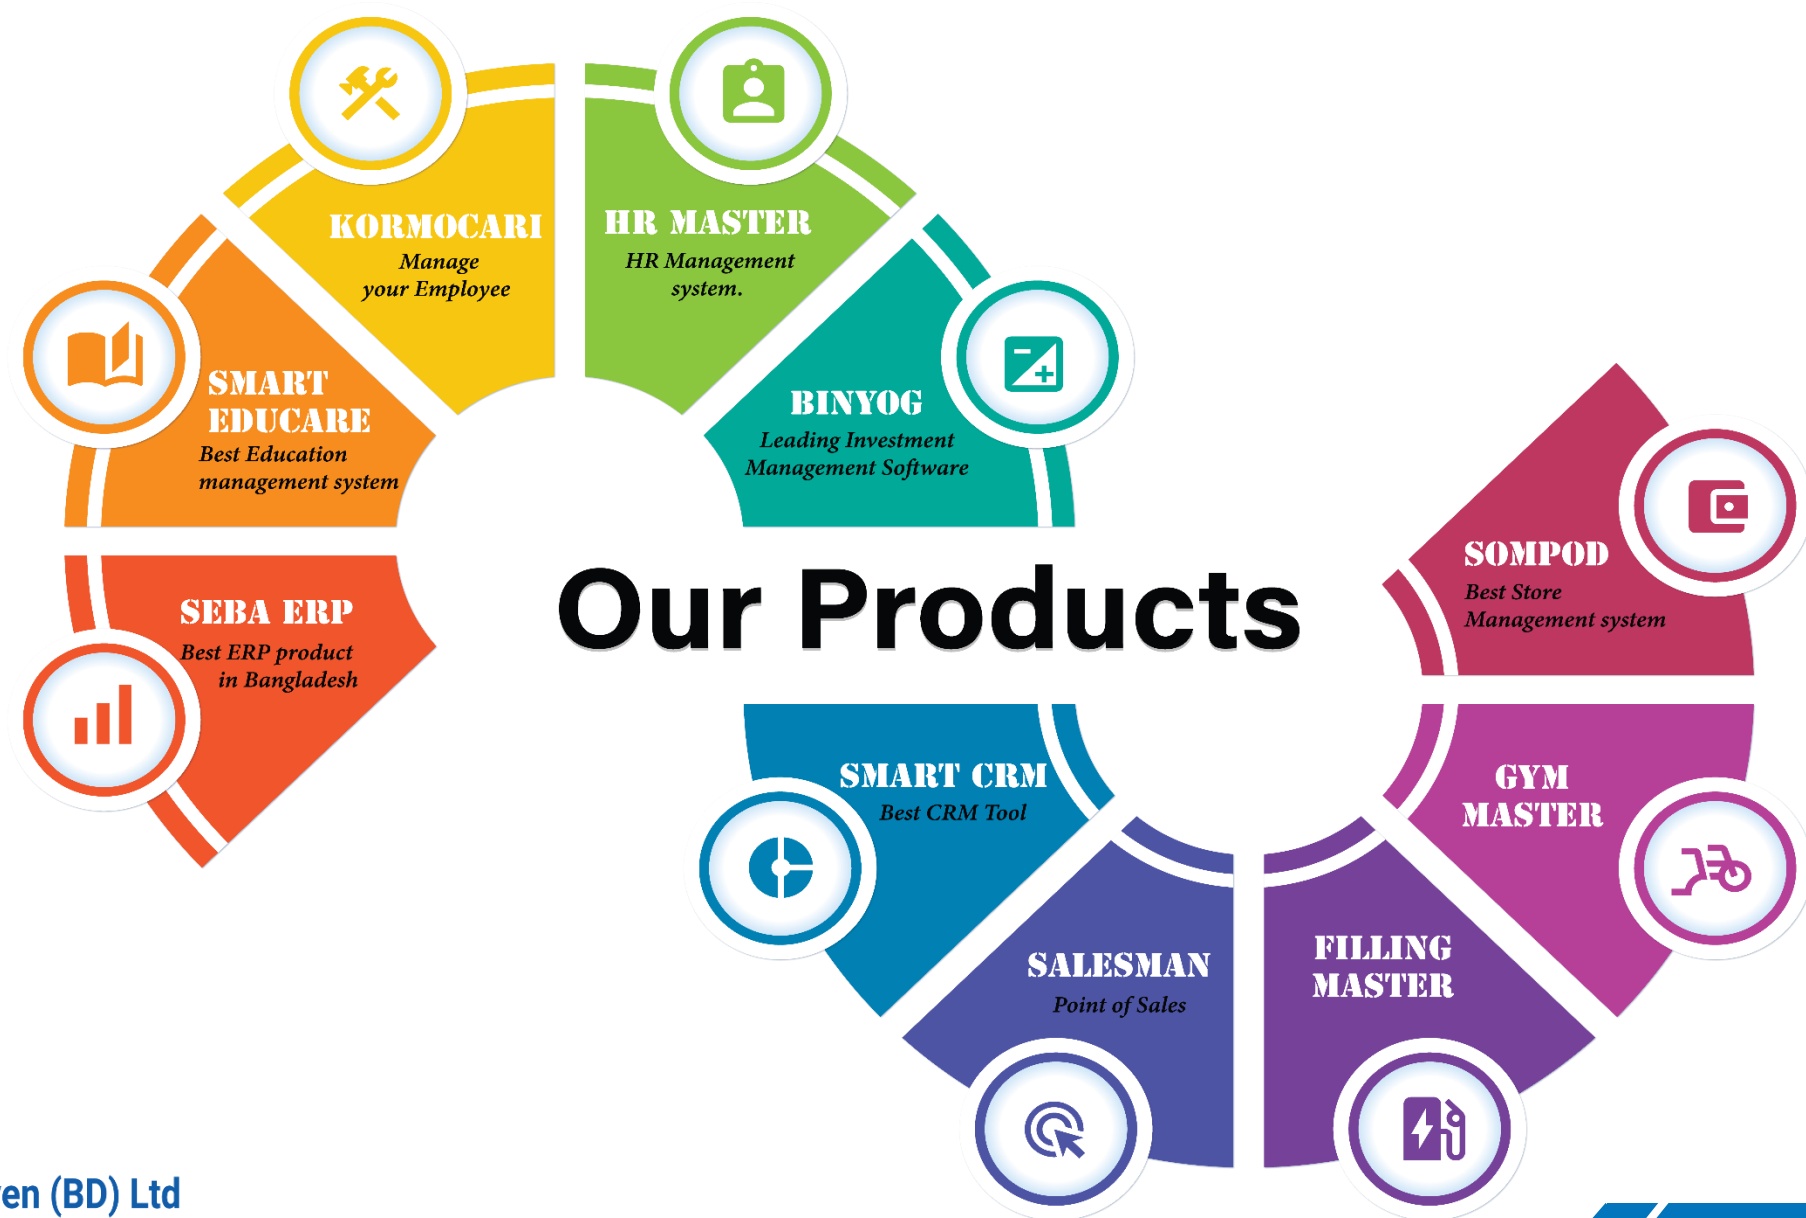 KORMOCARI
Manage
your Employee
HR MASTER
HR Management
system.
SMART
EDUCARE
Best Education
management system
BINYOG
Leading Investment
Management Software
SEBA ERP
Best ERP product
in Bangladesh
Our Products
SOMPOD
Best Store
Management system
SMART CRM
Best CRM Tool
GYM
MASTER
SALESMAN
Point of Sales
FILLING
MASTER
(BD) Ltd